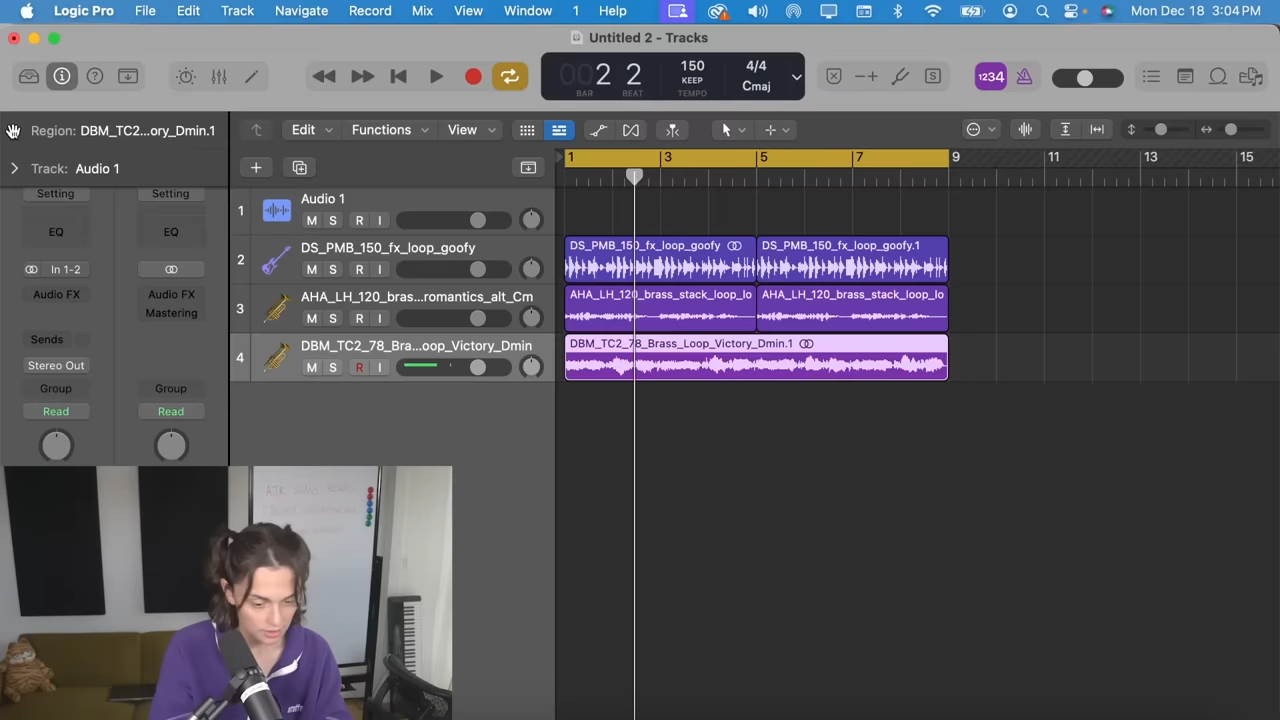 Logic Pro File Edit Track Navigate Record Mix View Window 1 Help Mon Dec 18 3:04 PM
Untitled 2 - Tracks
002 2 150 4/4
BAR BEAT KEEP TEMPO Cmaj
1234
S
Region: DBM_TC2...ory_Dmin.1
Edit Functions View
Track: Audio 1
1 3 5 7 9 11 13 15
Setting Setting
EQ EQ
In 1-2
Audio FX Audio FX
Mastering
Sends
Stereo Out
Group Group
Read Read
1 Audio 1
M S R I
2 DS_PMB_150_fx_loop_goofy
M S R I
3 AHA_LH_120_bras...romantics_alt_Cm
M S R I
4 DBM_TC2_78_Bra...oop_Victory_Dmin
M S R I
DS_PMB_150_fx_loop_goofy DS_PMB_150_fx_loop_goofy.1
AHA_LH_120_brass_stack_loop_lo AHA_LH_120_brass_stack_loop_lo
DBM_TC2_78_Brass_Loop_Victory_Dmin.1